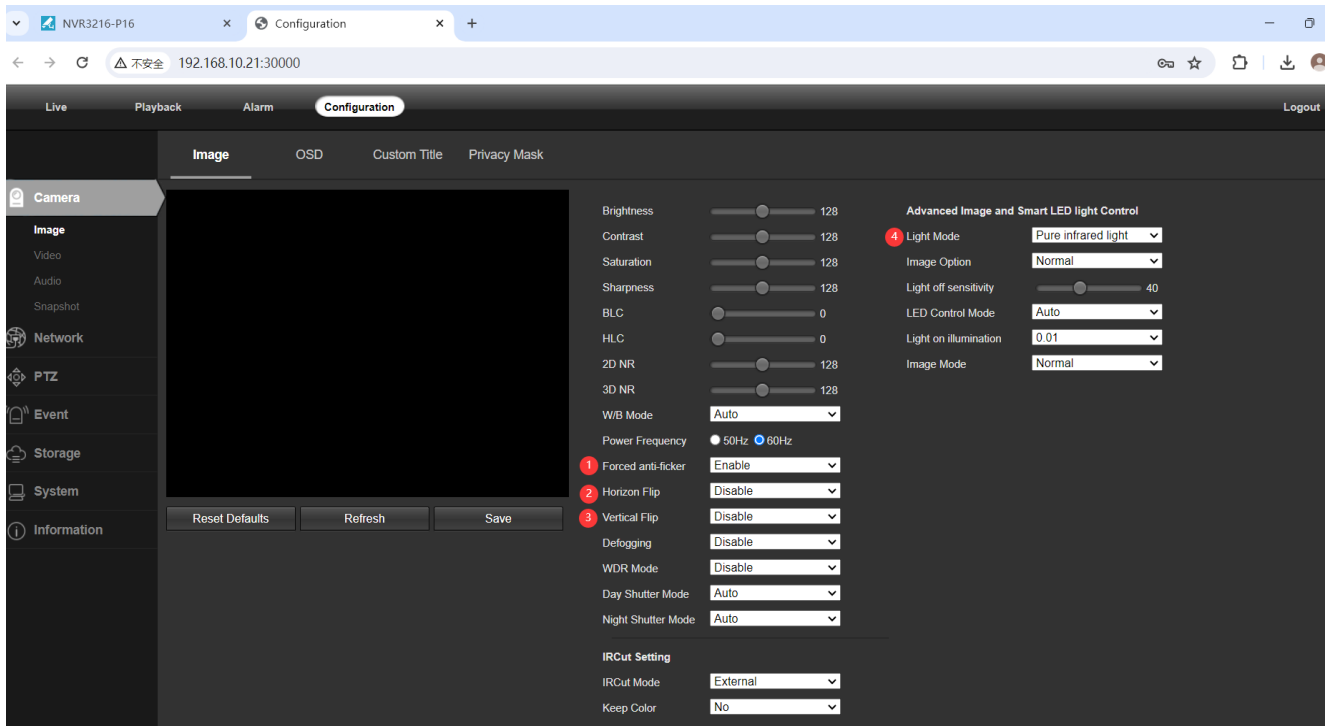 NVR3216-P16
Configuration
不安全 192.168.10.21:30000
Live Playback Alarm Configuration Logout
Image OSD Custom Title Privacy Mask
Camera
Image
Video
Audio
Snapshot
Network
PTZ
Event
Storage
System
Information
Reset Defaults Refresh Save
Brightness 128
Contrast 128
Saturation 128
Sharpness 128
BLC 0
HLC 0
2D NR 128
3D NR 128
W/B Mode Auto
Power Frequency 50Hz 60Hz
1 Forced anti-ficker Enable
2 Horizon Flip Disable
3 Vertical Flip Disable
Defogging Disable
WDR Mode Disable
Day Shutter Mode Auto
Night Shutter Mode Auto
IRCut Setting
IRCut Mode External
Keep Color No
Advanced Image and Smart LED light Control
4 Light Mode Pure infrared light
Image Option Normal
Light off sensitivity 40
LED Control Mode Auto
Light on illumination 0.01
Image Mode Normal